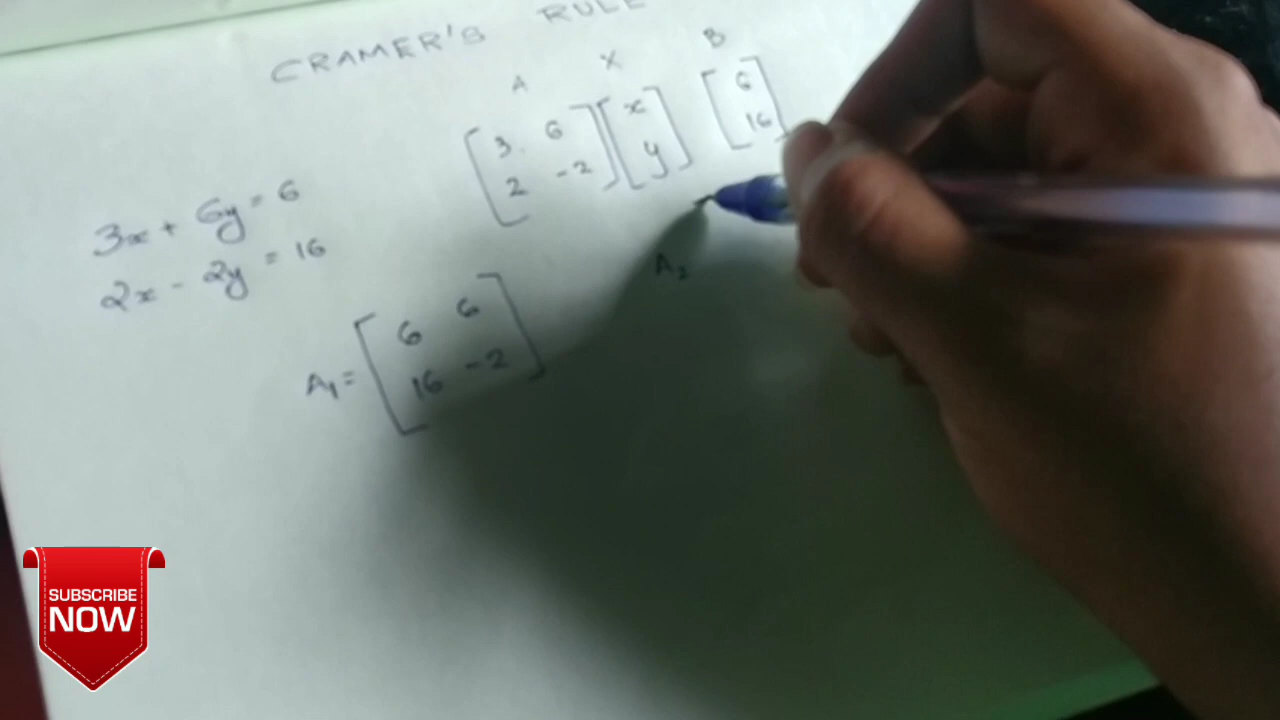 CRAMER'S RULE
A X B
[3 6] [x] [6]
[2 -2] [y] [16]
3x + 6y = 6
2x - 2y = 16
A₂
A₁ = [6 6]
[16 -2]
SUBSCRIBE
NOW